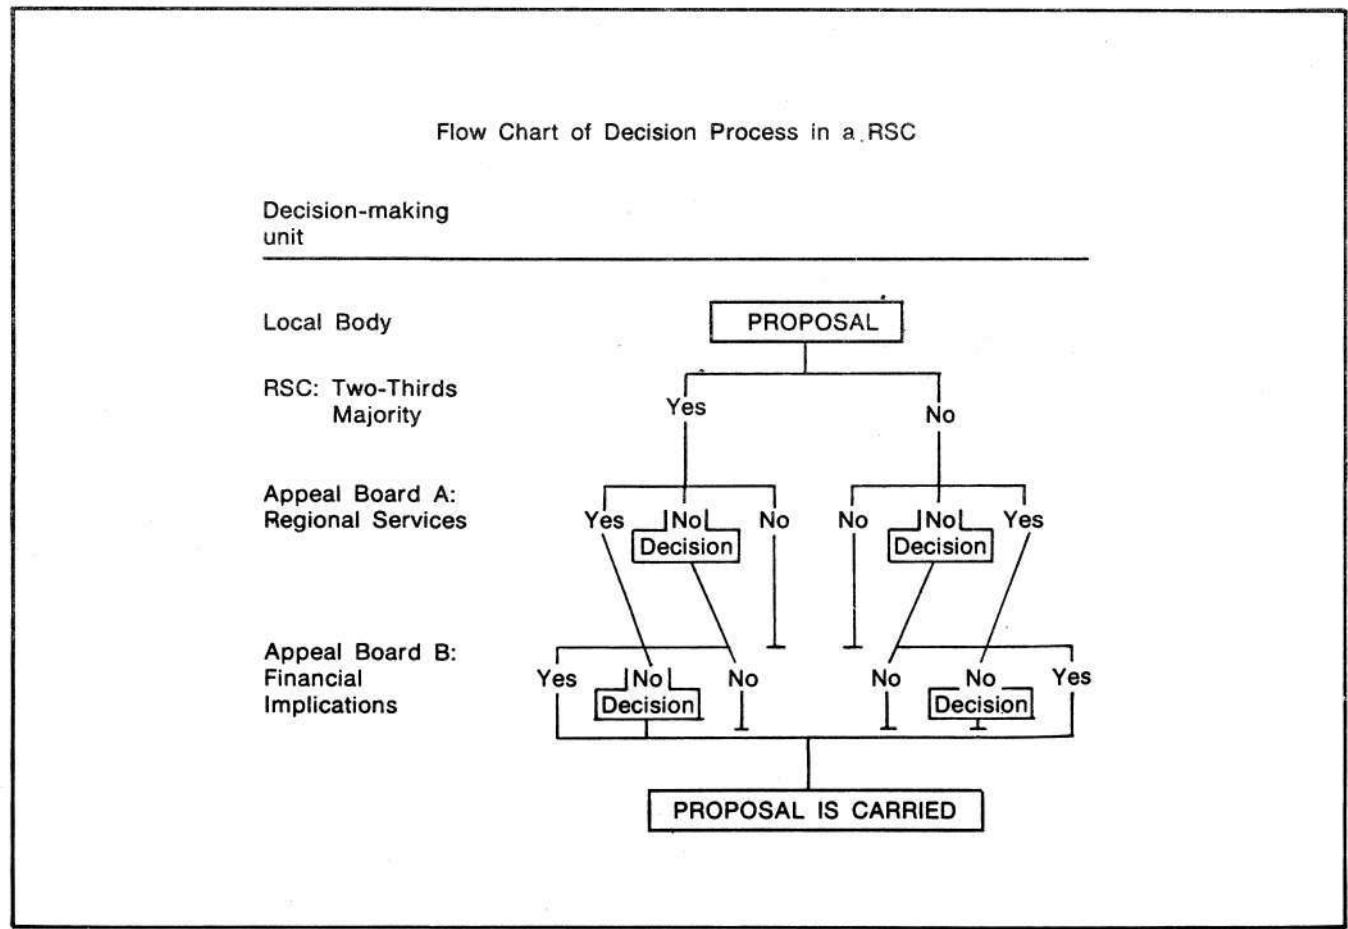 Flow Chart of Decision Process in a RSC
Decision-making
unit
Local Body
PROPOSAL
RSC: Two-Thirds
Majority
Yes
No
Appeal Board A:
Regional Services
Yes
No
Decision
No
No
No
Decision
Yes
Appeal Board B:
Financial
Implications
Yes
No
Decision
No
No
No
Decision
Yes
PROPOSAL IS CARRIED